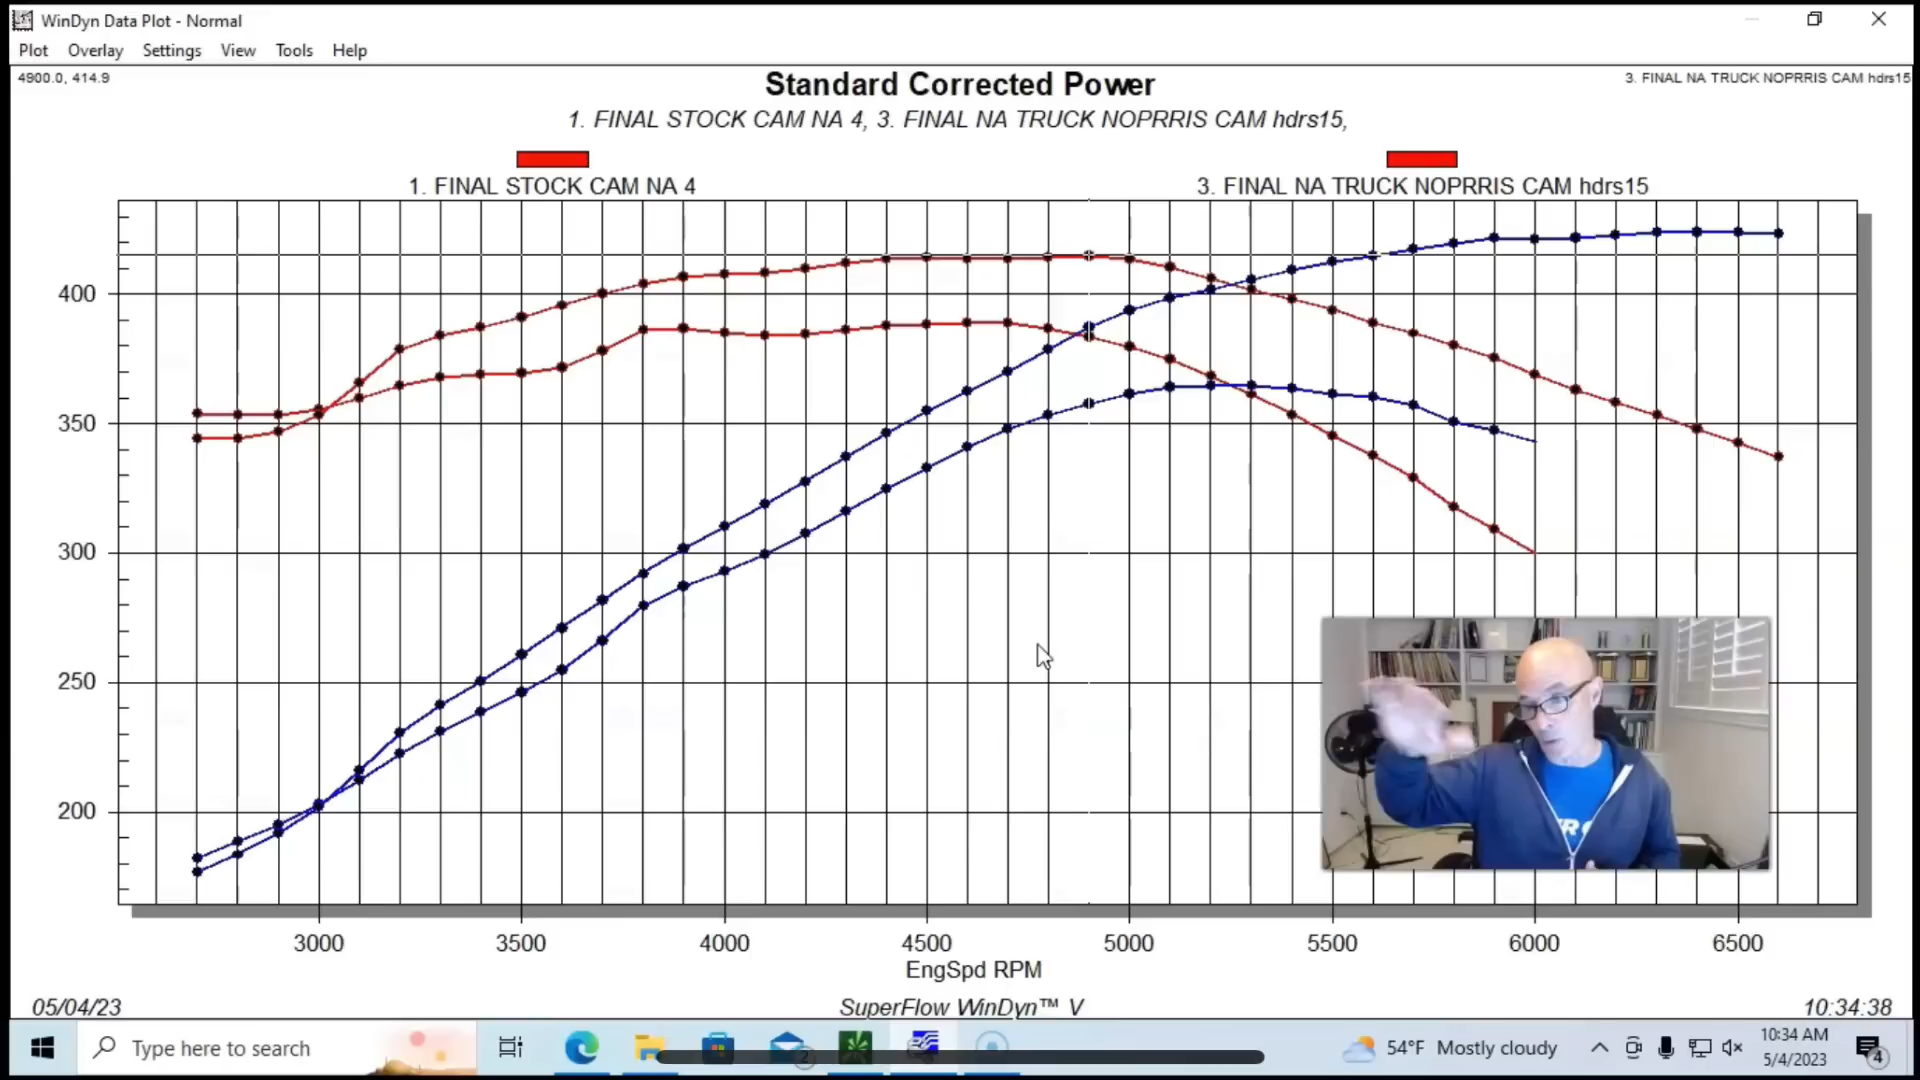 WinDyn Data Plot - Normal
Plot Overlay Settings View Tools Help
4900.0, 414.9
3. FINAL NA TRUCK NOPRRIS CAM hdrs15
Standard Corrected Power
1. FINAL STOCK CAM NA 4, 3. FINAL NA TRUCK NOPRRIS CAM hdrs15,
1. FINAL STOCK CAM NA 4
3. FINAL NA TRUCK NOPRRIS CAM hdrs15
400
350
300
250
200
3000 3500 4000 4500 5000 5500 6000 6500
EngSpd RPM
05/04/23
SuperFlow WinDyn™ V
10:34:38
Type here to search
2
54°F Mostly cloudy
10:34 AM
5/4/2023
4